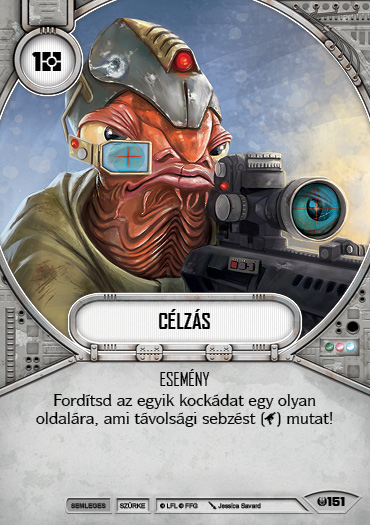 1
CÉLZÁS
ESEMÉNY
Fordítsd az egyik kockádat egy olyan
oldalára, ami távolsági sebzést () mutat!
SEMLEGES SZÜRKE © LFL © FFG Jessica Savard 151